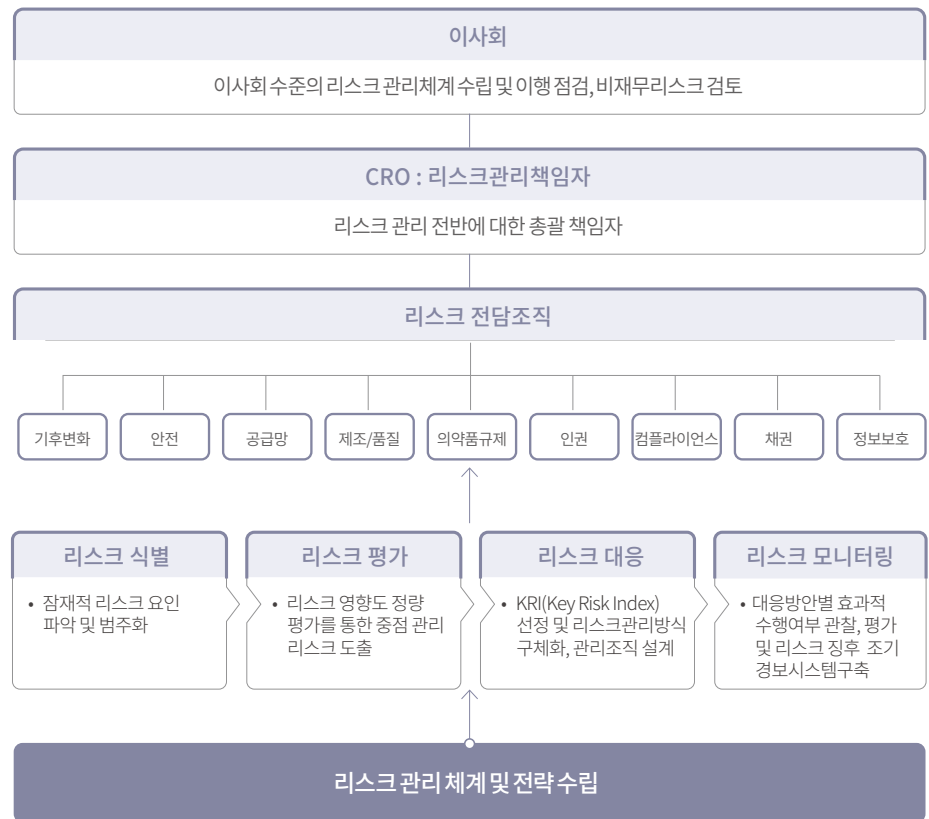 이사회
이사회 수준의 리스크 관리체계 수립 및 이행 점검, 비재무리스크 검토
CRO : 리스크관리책임자
리스크 관리 전반에 대한 총괄 책임자
리스크 전담조직
기후변화
안전
공급망
제조/품질
의약품규제
인권
컴플라이언스
채권
정보보호
리스크 식별
• 잠재적 리스크 요인
파악 및 범주화
리스크 평가
• 리스크 영향도 정량
평가를 통한 중점 관리
리스크 도출
리스크 대응
• KRI(Key Risk Index)
선정 및 리스크관리방식
구체화, 관리조직 설계
리스크 모니터링
• 대응방안별 효과적
수행여부 관찰, 평가
및 리스크 징후 조기
경보시스템구축
리스크 관리 체계 및 전략 수립